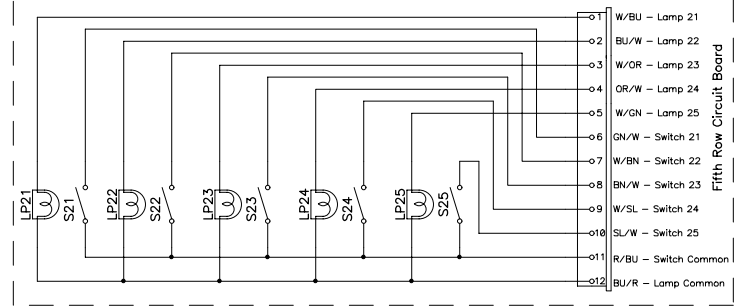 1 W/BU – Lamp 21
2 BU/W – Lamp 22
3 W/OR – Lamp 23
4 OR/W – Lamp 24
5 W/GN – Lamp 25
6 GN/W – Switch 21
7 W/BN – Switch 22
8 BN/W – Switch 23
9 W/SL – Switch 24
10 SL/W – Switch 25
11 R/BU – Switch Common
12 BU/R – Lamp Common
Fifth Row Circuit Board
LP21
S21
LP22
S22
LP23
S23
LP24
S24
LP25
S25